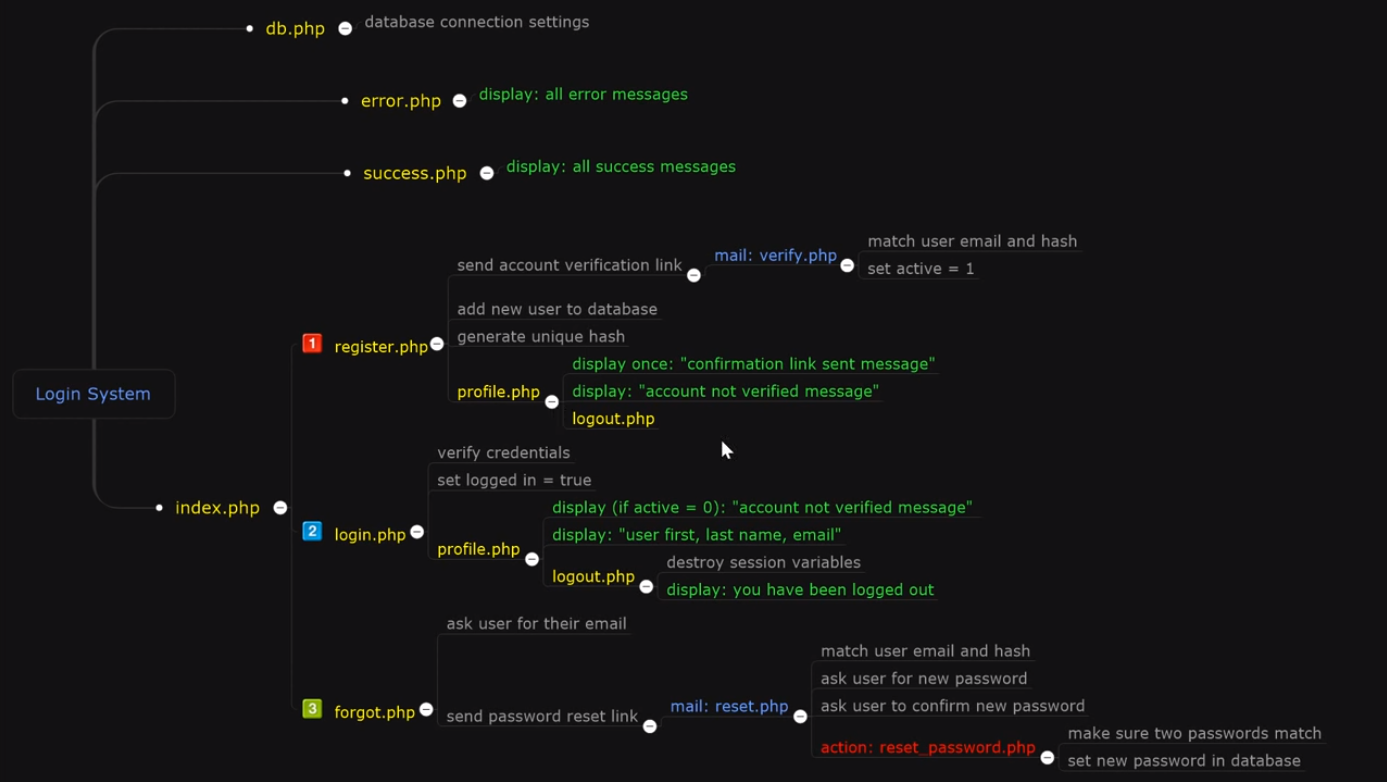 db.php
database connection settings
error.php
display: all error messages
success.php
display: all success messages
Login System
index.php
1
register.php
send account verification link
mail: verify.php
match user email and hash
set active = 1
add new user to database
generate unique hash
profile.php
display once: "confirmation link sent message"
display: "account not verified message"
logout.php
2
login.php
verify credentials
set logged in = true
profile.php
display (if active = 0): "account not verified message"
display: "user first, last name, email"
logout.php
destroy session variables
display: you have been logged out
3
forgot.php
ask user for their email
send password reset link
mail: reset.php
match user email and hash
ask user for new password
ask user to confirm new password
action: reset_password.php
make sure two passwords match
set new password in database